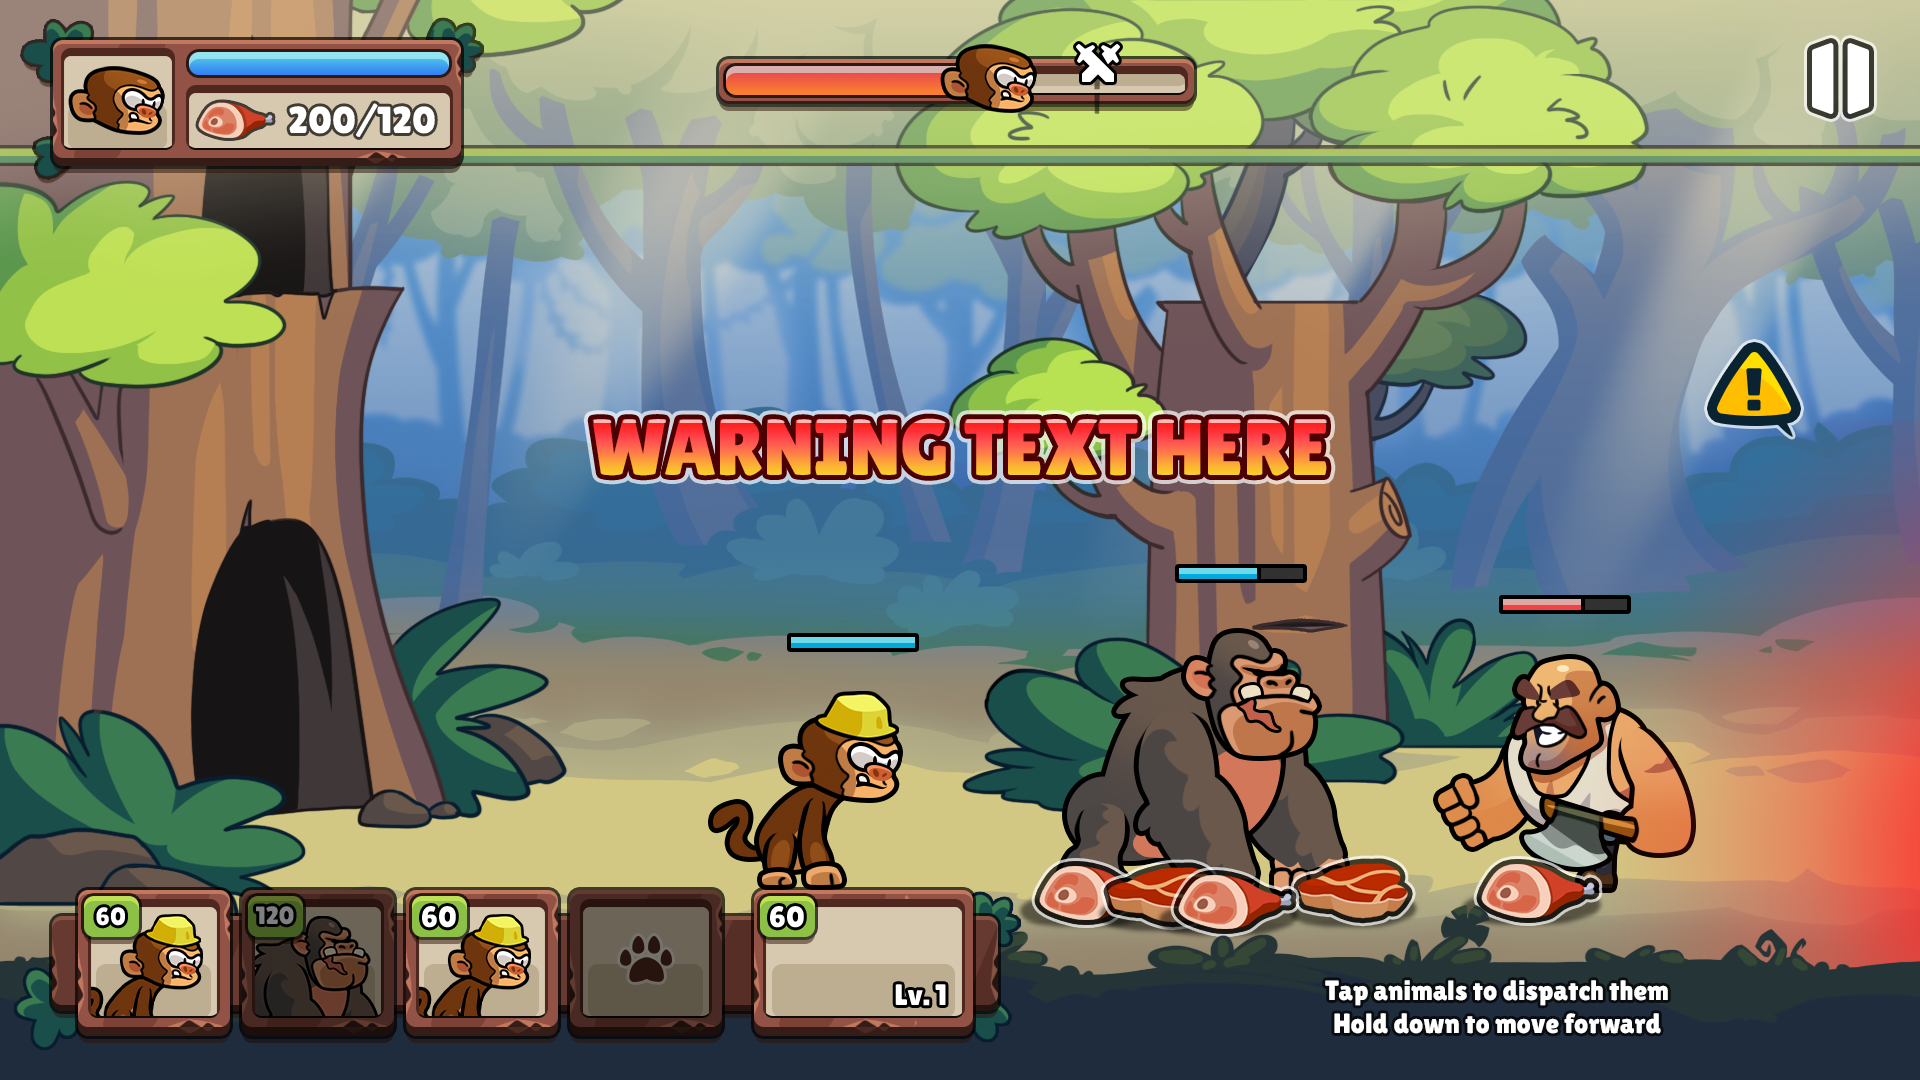 200/120
WARNING TEXT HERE
60
120
60
60
Lv.1
Tap animals to dispatch them
Hold down to move forward